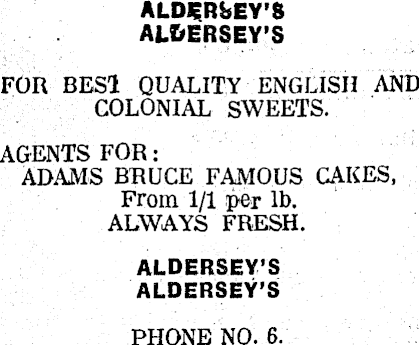 ALDERSEY'S
ALDERSEY'S
FOR BEST QUALITY ENGLISH AND
COLONIAL SWEETS.
AGENTS FOR:
ADAMS BRUCE FAMOUS CAKES,
From 1/1 per lb.
ALWAYS FRESH.
ALDERSEY'S
ALDERSEY'S
PHONE NO. 6.